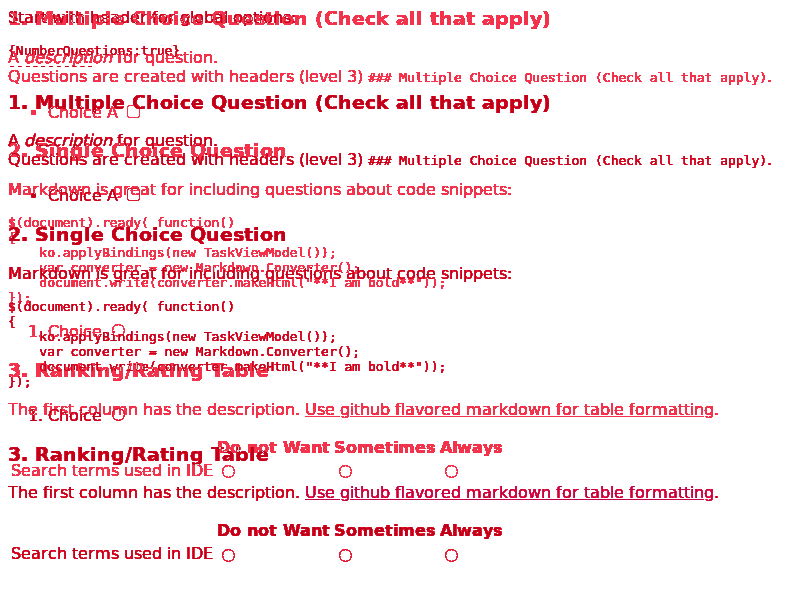 Start with header for global options:
1. Multiple Choice Question (Check all that apply)
{NumberQuestions:true}
A description for question.
-----------
Questions are created with headers (level 3) ### Multiple Choice Question (Check all that apply).
1. Multiple Choice Question (Check all that apply)
▪ Choice A
A description for question.
2. Single Choice Question
Questions are created with headers (level 3) ### Multiple Choice Question (Check all that apply).
Markdown is great for including questions about code snippets:
▪ Choice A
$(document).ready( function()
2. Single Choice Question
{
ko.applyBindings(new TaskViewModel());
var converter = new Markdown.Converter();
Markdown is great for including questions about code snippets:
document.write(converter.makeHtml("**I am bold**"));
});
$(document).ready( function()
{
1. Choice
ko.applyBindings(new TaskViewModel());
var converter = new Markdown.Converter();
document.write(converter.makeHtml("**I am bold**"));
3. Ranking/Rating Table
});
The first column has the description. Use github flavored markdown for table formatting.
1. Choice
Do not Want Sometimes Always
3. Ranking/Rating Table
Search terms used in IDE
The first column has the description. Use github flavored markdown for table formatting.
Do not Want Sometimes Always
Search terms used in IDE